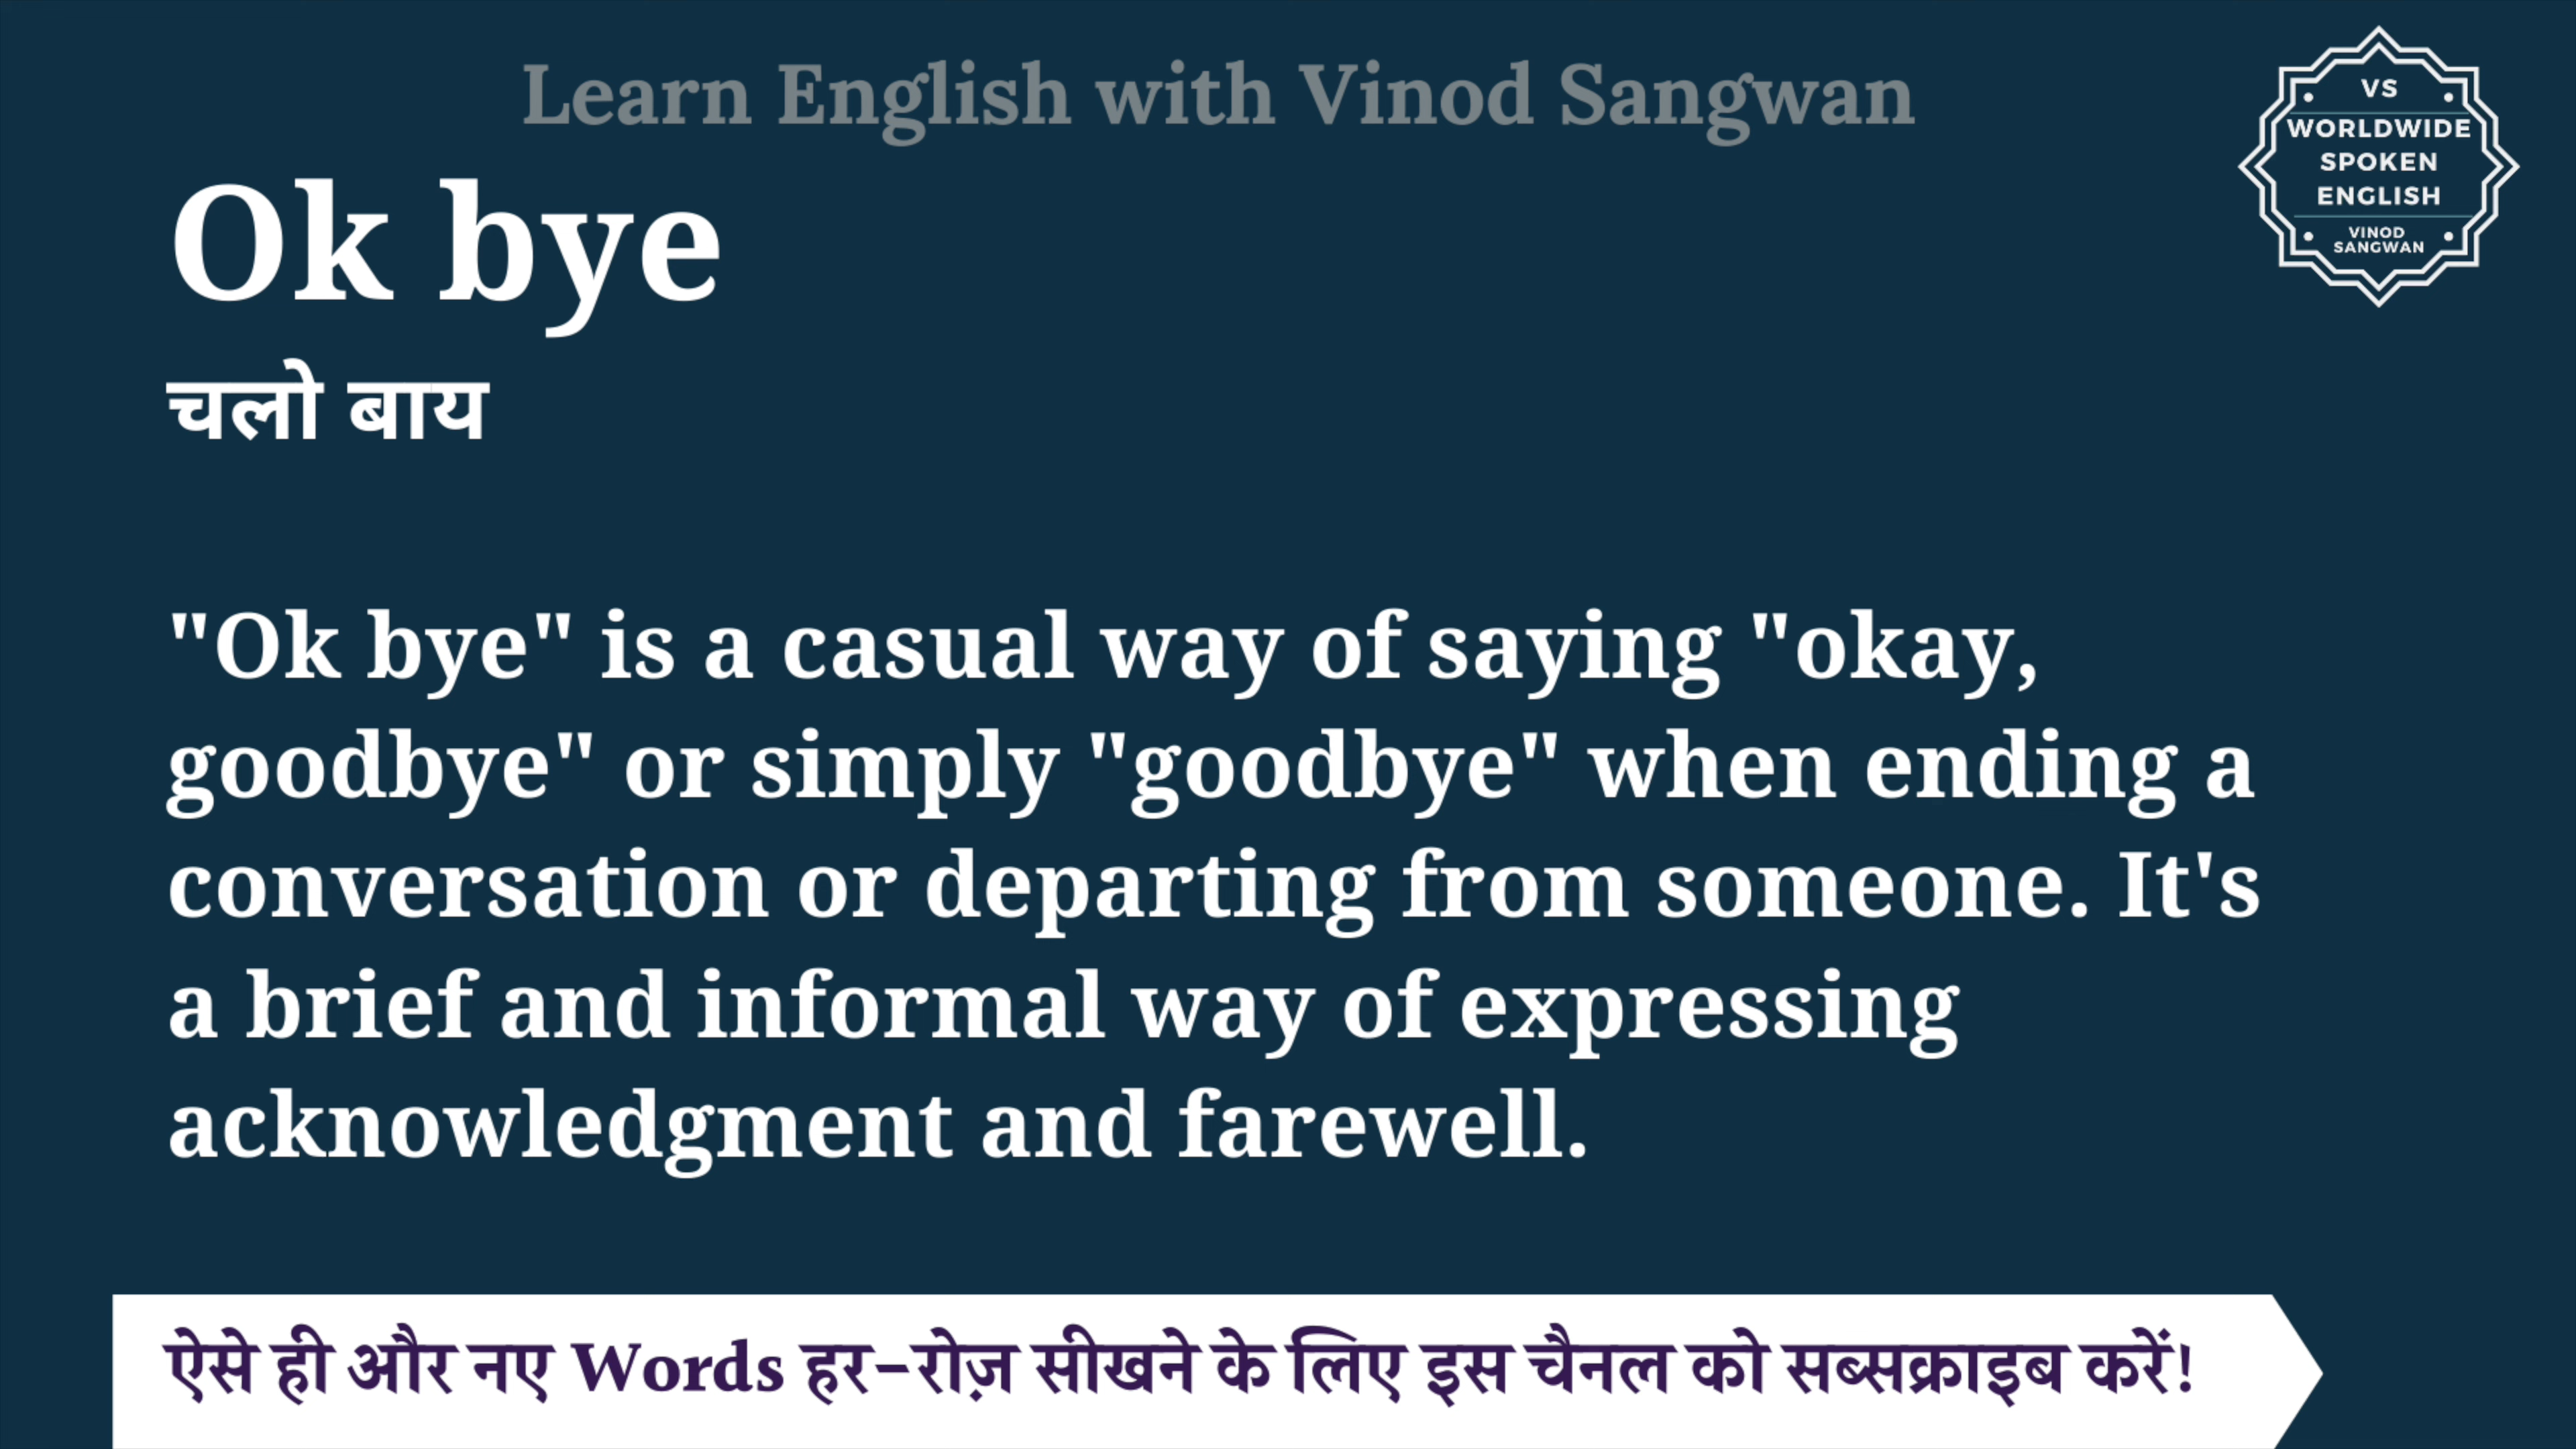 Learn English with Vinod Sangwan
VS
WORLDWIDE
SPOKEN
ENGLISH
VINOD
SANGWAN
Ok bye
चलो बाय
"Ok bye" is a casual way of saying "okay,
goodbye" or simply "goodbye" when ending a
conversation or departing from someone. It's
a brief and informal way of expressing
acknowledgment and farewell.
ऐसे ही और नए Words हर-रोज़ सीखने के लिए इस चैनल को सब्सक्राइब करें!